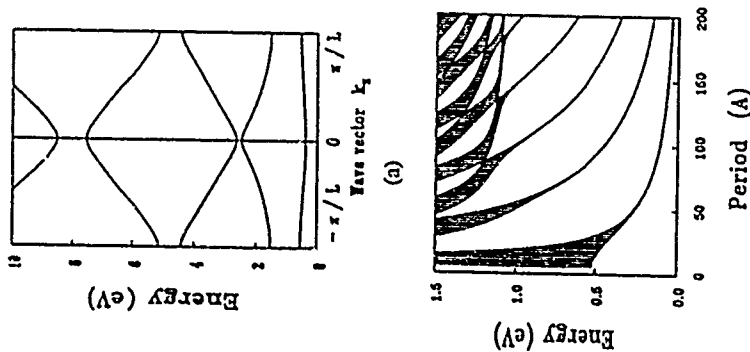 Energy (eV)
10
8
6
4
2
0
-π/L
0
π/L
Wave vector k_z
(a)
Energy (eV)
1.5
1.0
0.5
0.0
0
50
100
150
200
Period (A)